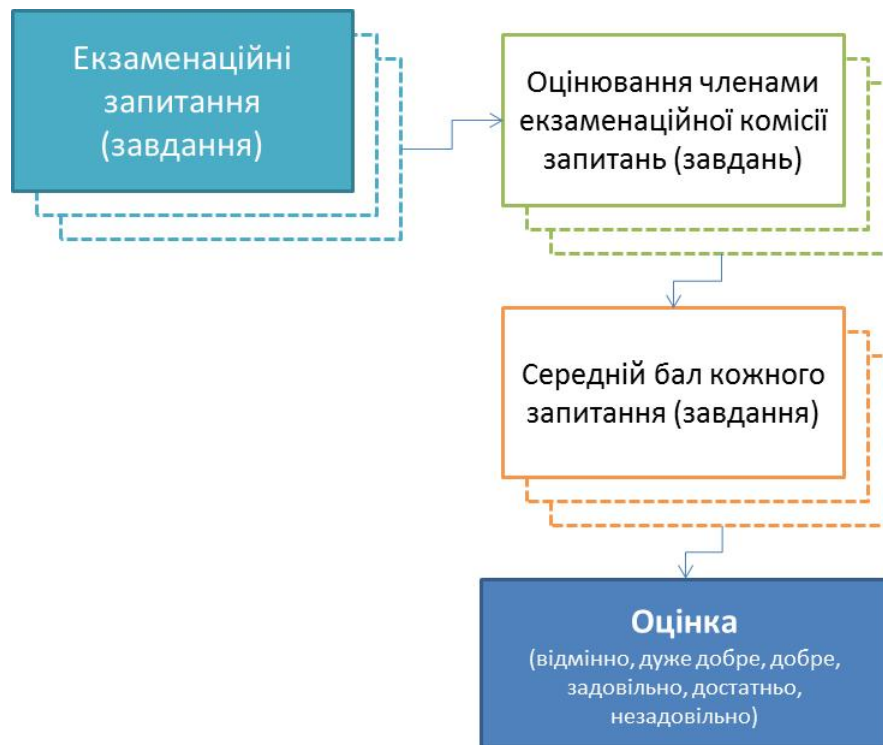 Екзаменаційні
запитання
(завдання)
Оцінювання членами
екзаменаційної комісії
запитань (завдань)
Середній бал кожного
запитання (завдання)
Оцінка
(відмінно, дуже добре, добре,
задовільно, достатньо,
незадовільно)